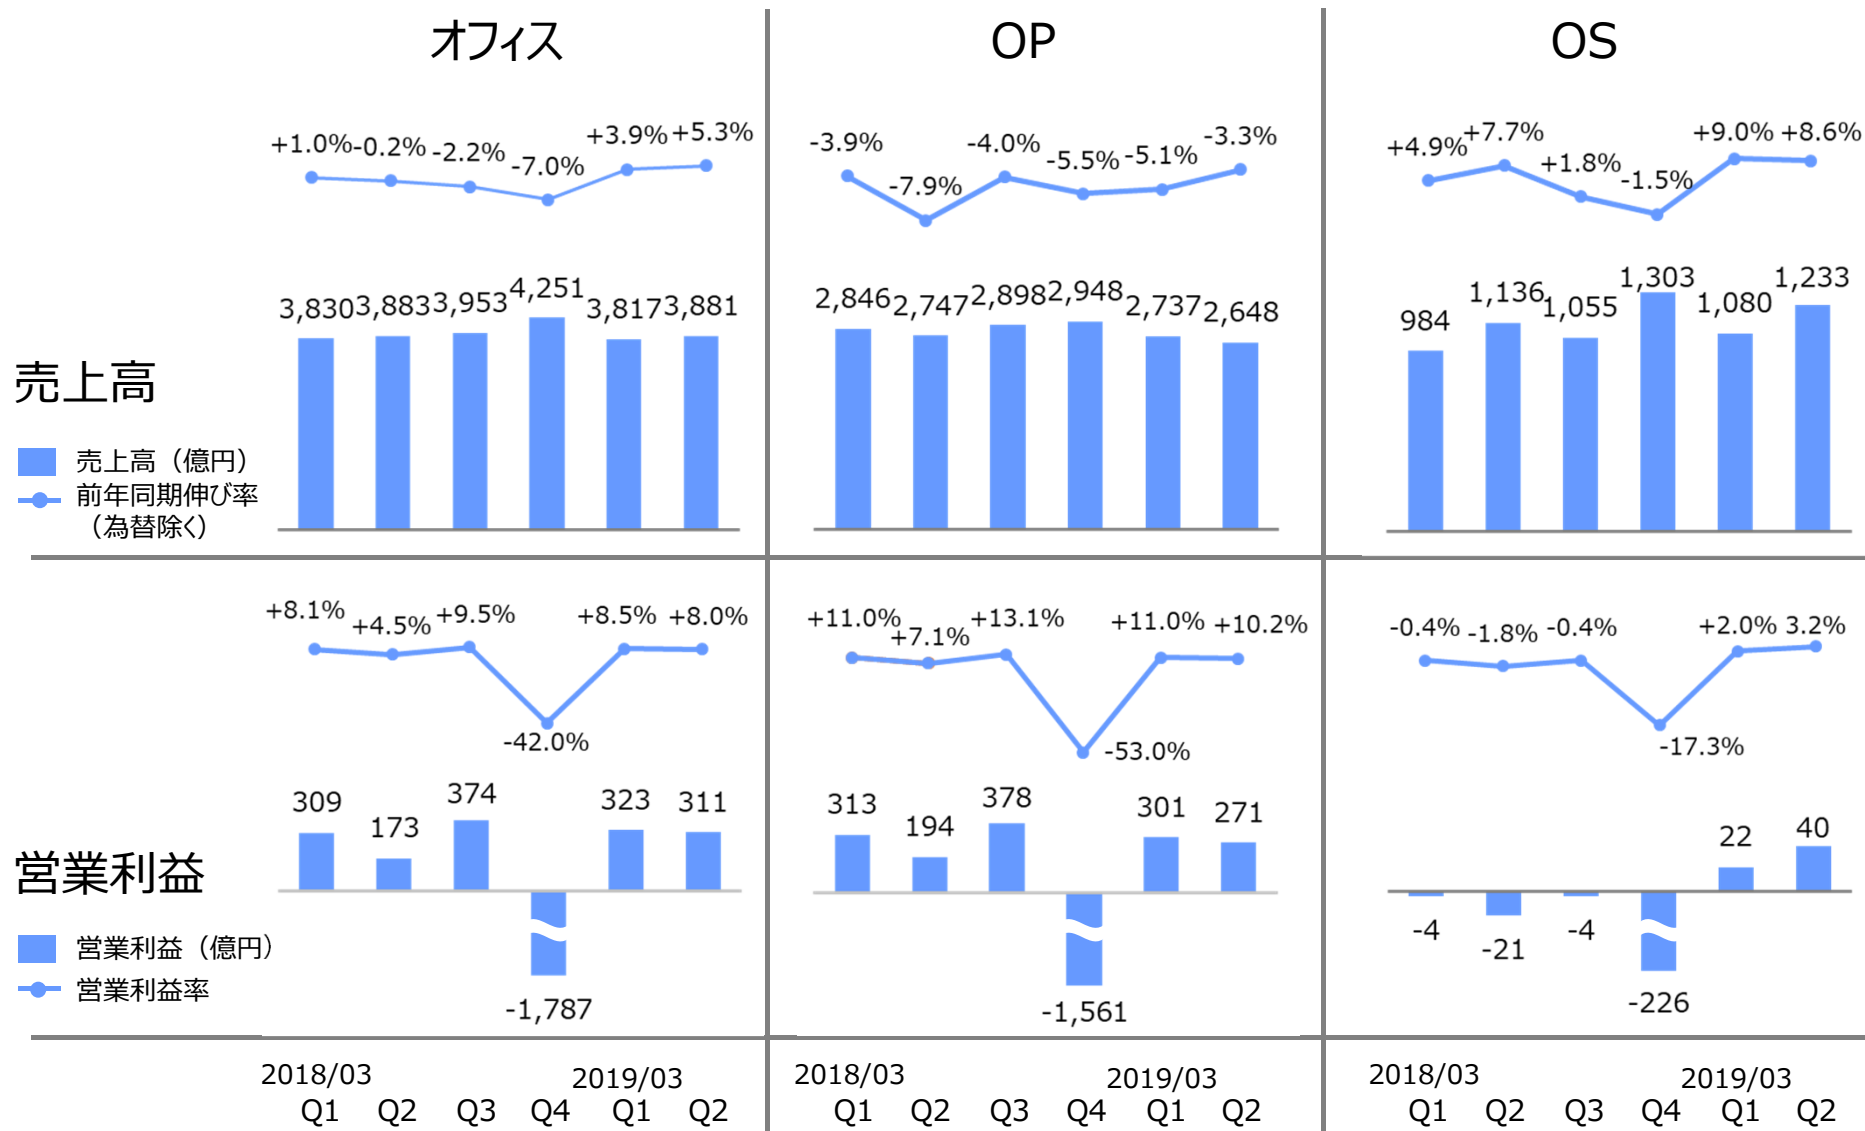 オフィス
OP
OS
+1.0% -0.2% -2.2% -7.0% +3.9% +5.3%
-3.9% -7.9% -4.0% -5.5% -5.1% -3.3%
+4.9% +7.7% +1.8% -1.5% +9.0% +8.6%
3,830 3,883 3,953 4,251 3,817 3,881
2,846 2,747 2,898 2,948 2,737 2,648
984 1,136 1,055 1,303 1,080 1,233
売上高
売上高（億円）
前年同期伸び率
（為替除く）
+8.1% +4.5% +9.5% -42.0% +8.5% +8.0%
+11.0% +7.1% +13.1% -53.0% +11.0% +10.2%
-0.4% -1.8% -0.4% -17.3% +2.0% 3.2%
309 173 374 -1,787 323 311
313 194 378 -1,561 301 271
-4 -21 -4 -226 22 40
営業利益
営業利益（億円）
営業利益率
2018/03 2019/03
Q1 Q2 Q3 Q4 Q1 Q2
2018/03 2019/03
Q1 Q2 Q3 Q4 Q1 Q2
2018/03 2019/03
Q1 Q2 Q3 Q4 Q1 Q2